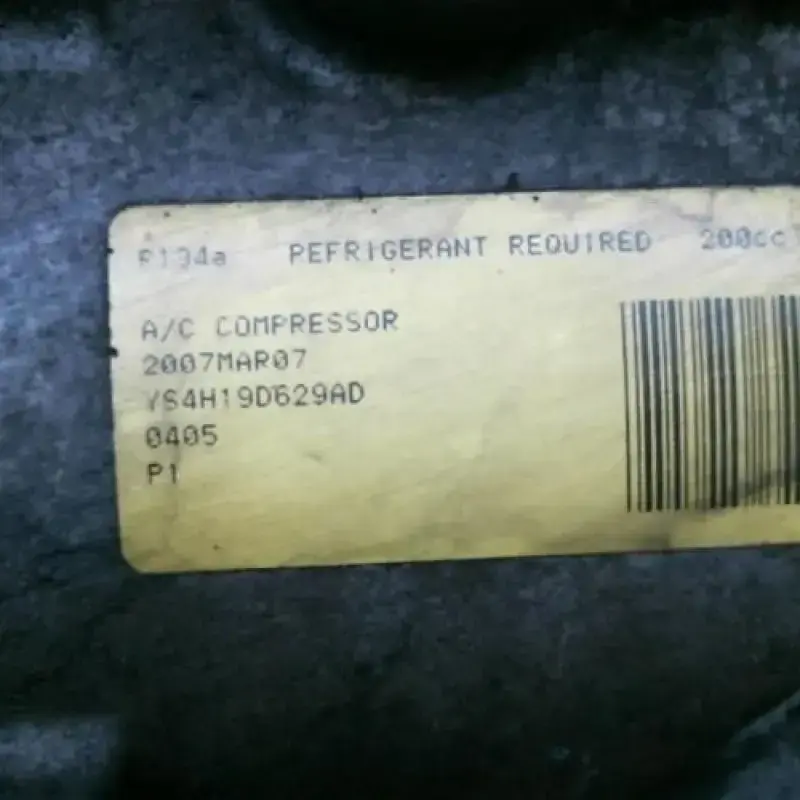 R134a REFRIGERANT REQUIRED 200cc
A/C COMPRESSOR
2007MAR07
YS4H19D629AD
0405
P1